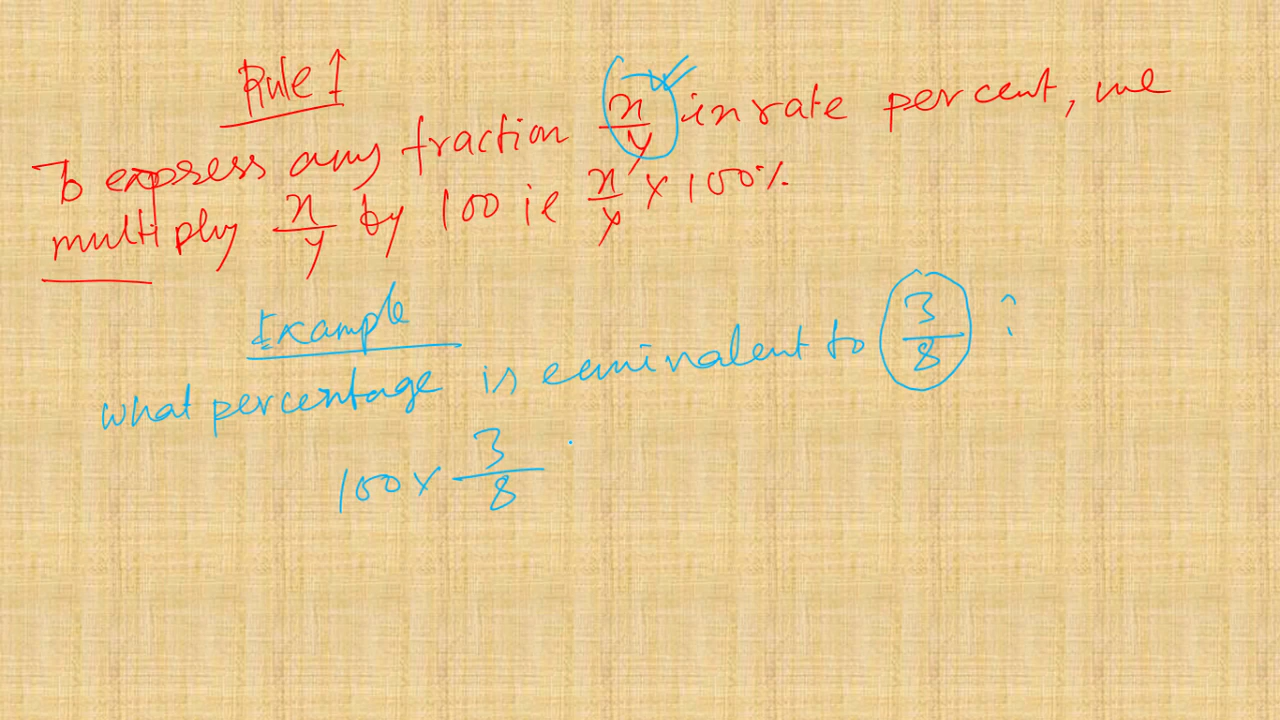 Rule 1
To express any fraction x/y in rate percent, we
multiply x/y by 100 ie x/y × 100%
Example
what percentage is equivalent to 3/8 ?
100 × 3/8